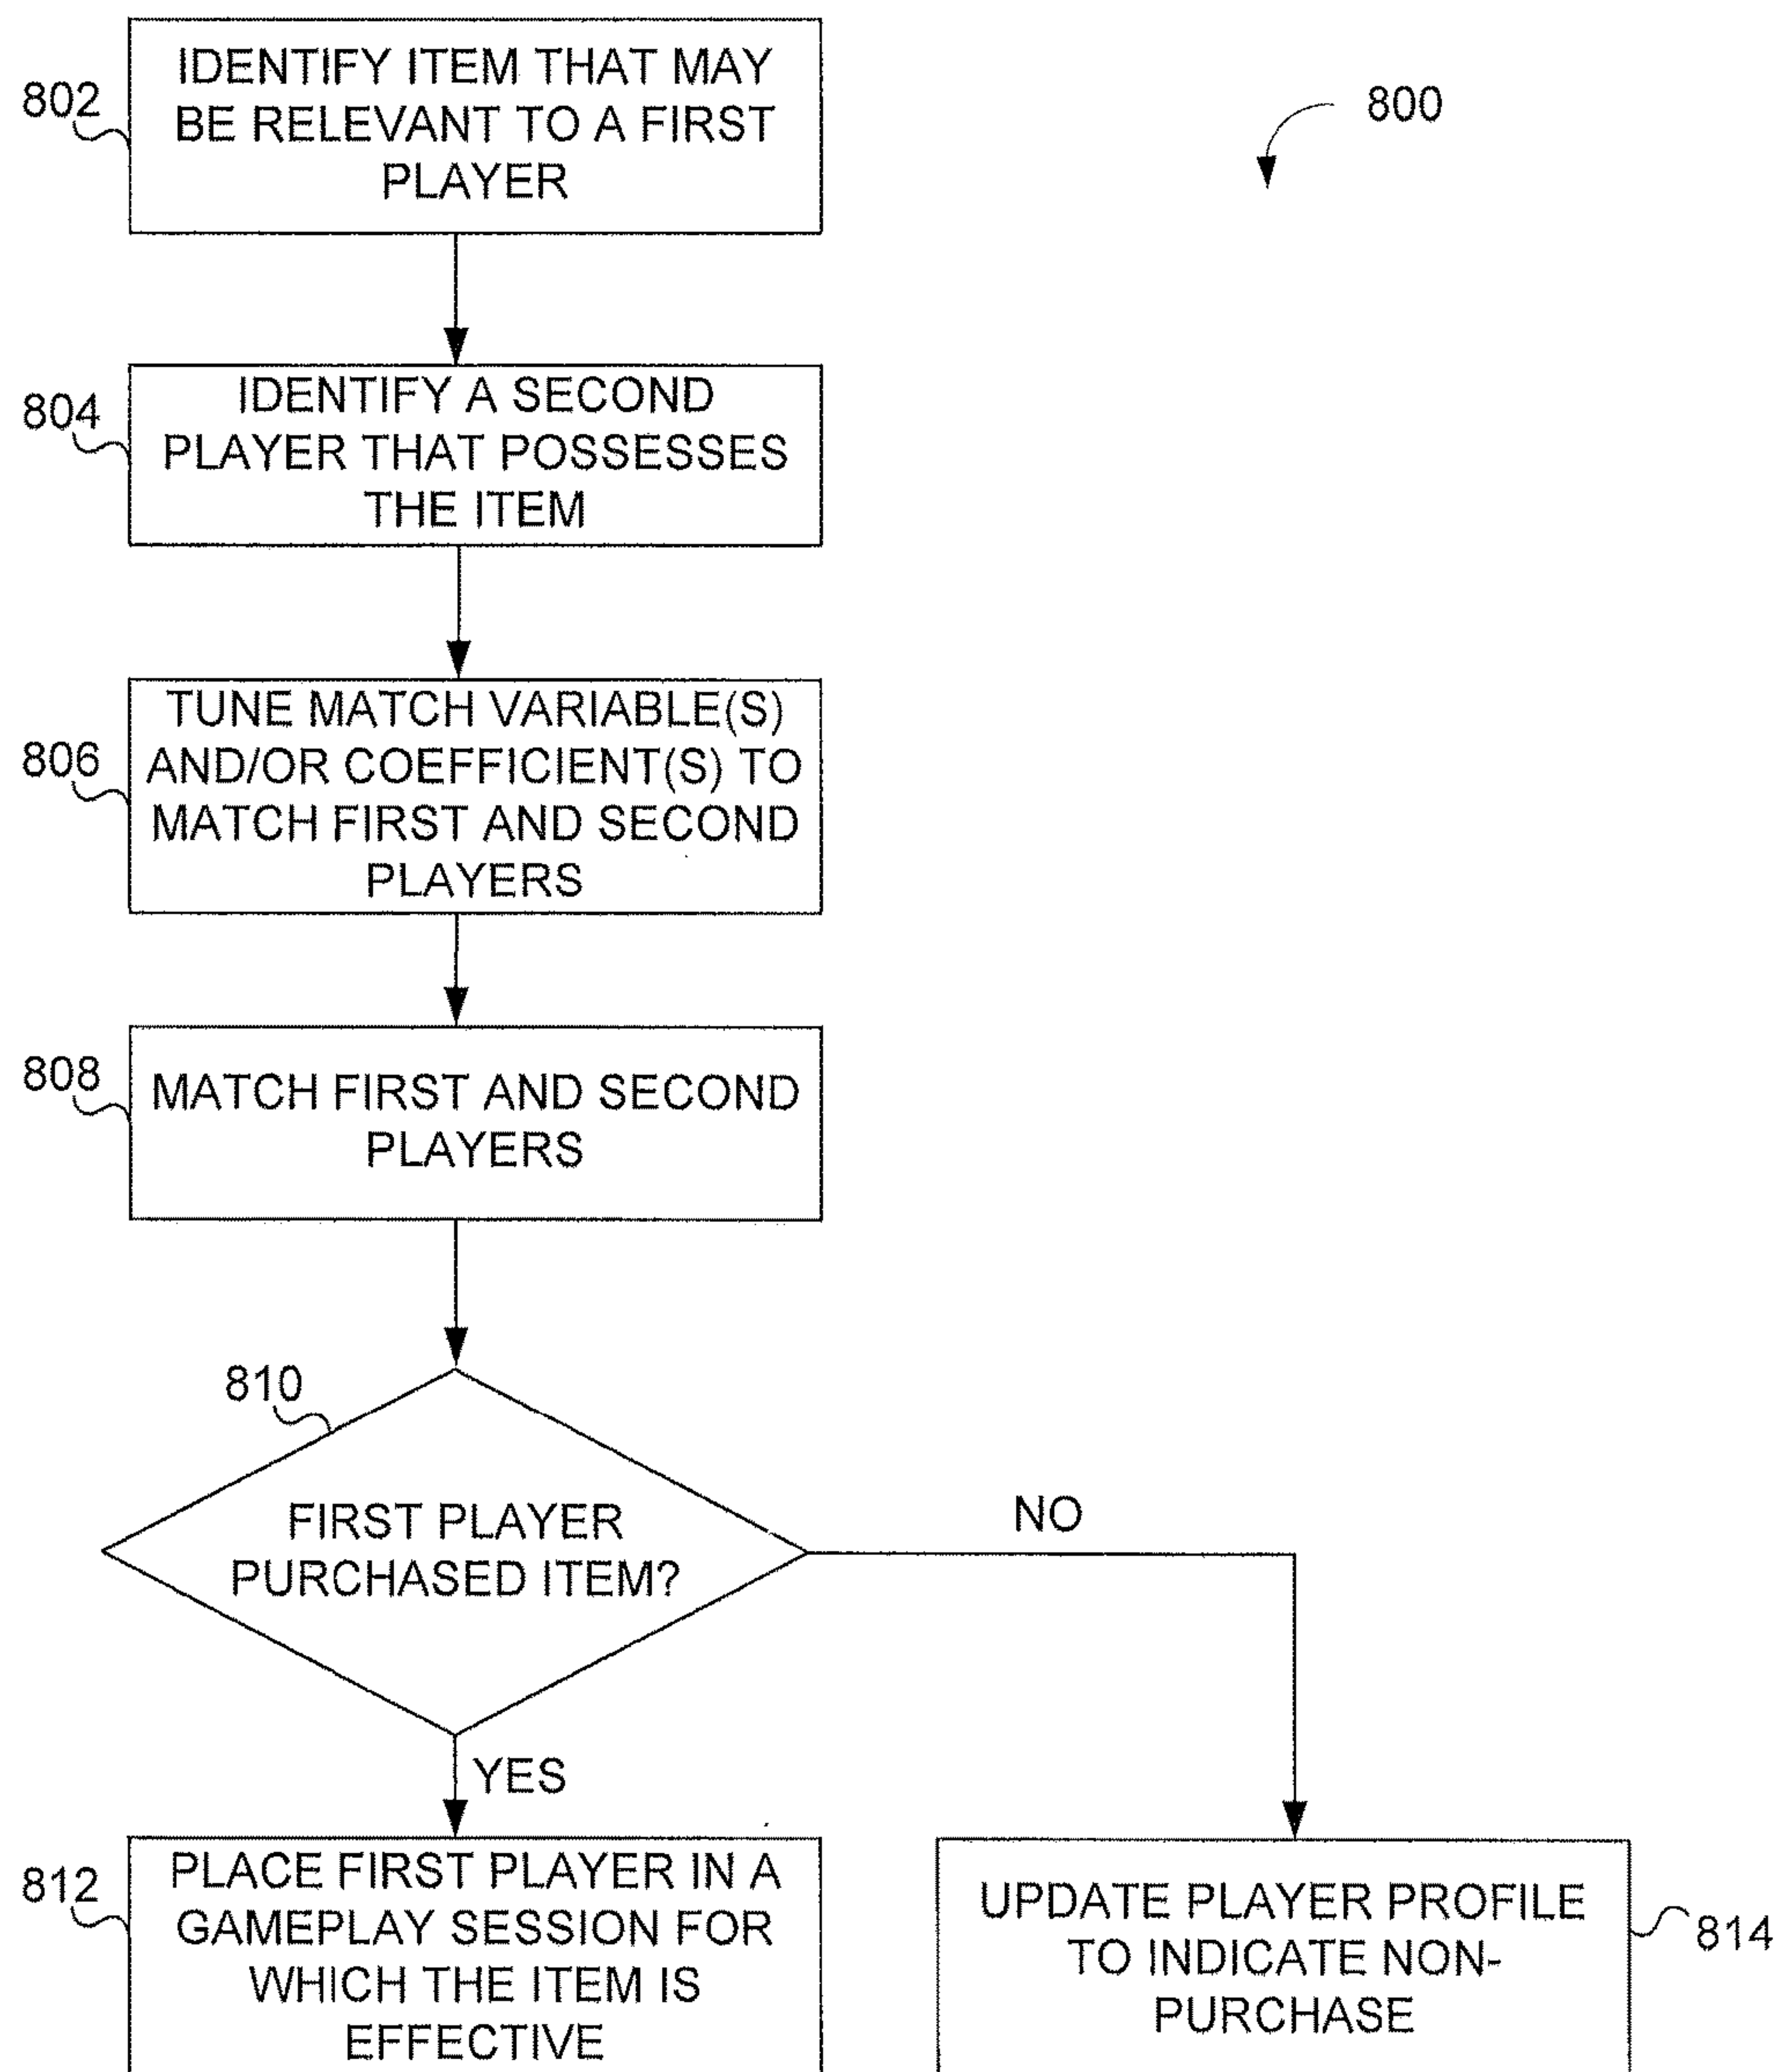 802
IDENTIFY ITEM THAT MAY
BE RELEVANT TO A FIRST
PLAYER
800
804
IDENTIFY A SECOND
PLAYER THAT POSSESSES
THE ITEM
806
TUNE MATCH VARIABLE(S)
AND/OR COEFFICIENT(S) TO
MATCH FIRST AND SECOND
PLAYERS
808
MATCH FIRST AND SECOND
PLAYERS
810
FIRST PLAYER
PURCHASED ITEM?
NO
YES
812
PLACE FIRST PLAYER IN A
GAMEPLAY SESSION FOR
WHICH THE ITEM IS
EFFECTIVE
UPDATE PLAYER PROFILE
TO INDICATE NON-
PURCHASE
814